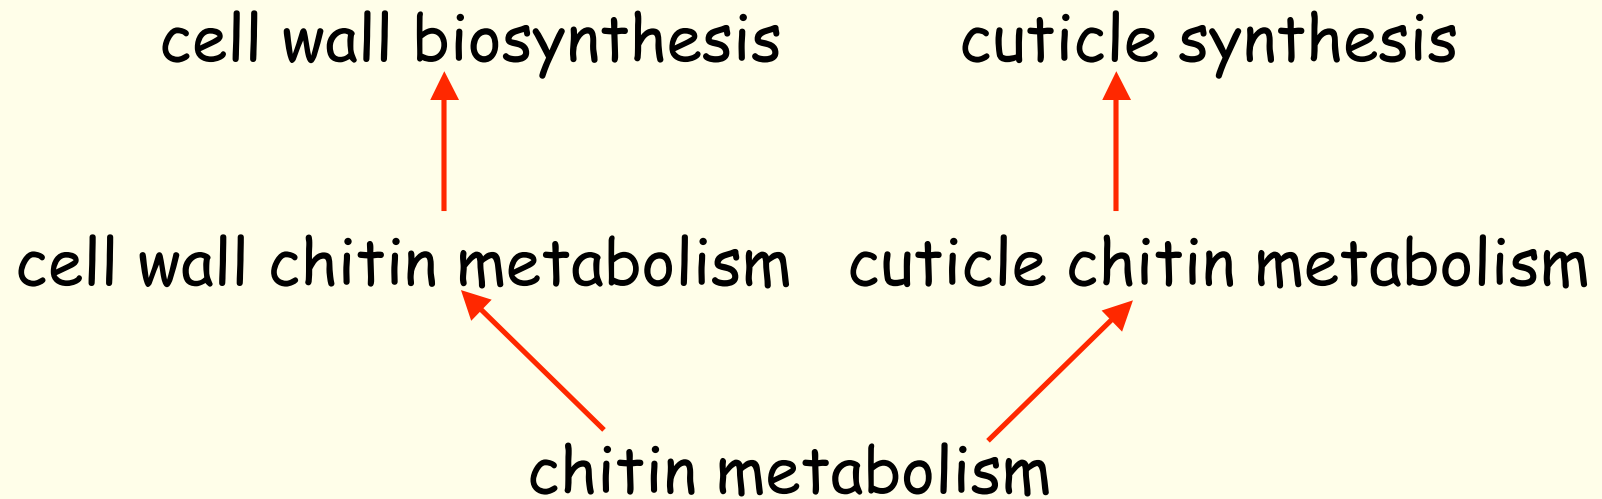 cell wall biosynthesis
cuticle synthesis
cell wall chitin metabolism
cuticle chitin metabolism
chitin metabolism